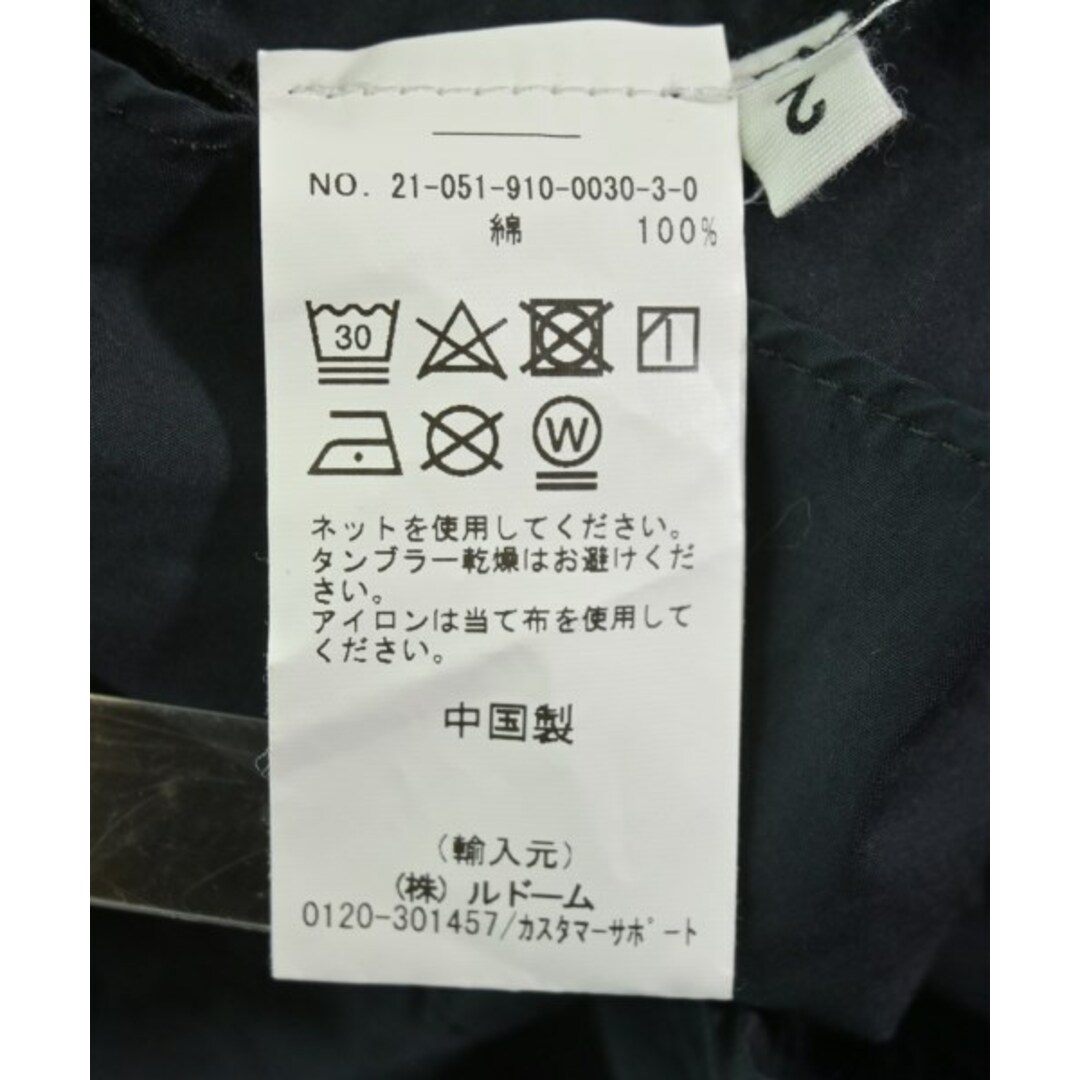 2
NO. 21-051-910-0030-3-0
綿 100%
30
W
ネットを使用してください。
タンブラー乾燥はお避けくだ
さい。
アイロンは当て布を使用して
ください。
中国製
(輸入元)
(株)ルドーム
0120-301457/カスタマーサポート